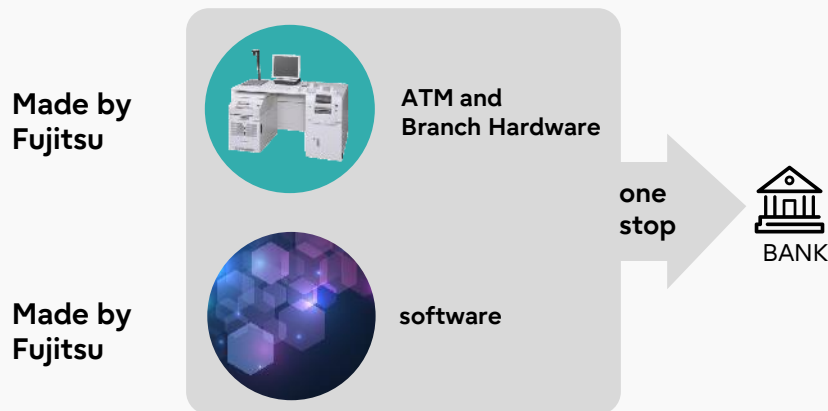 Made by
Fujitsu
ATM and
Branch Hardware
one
stop
BANK
Made by
Fujitsu
software